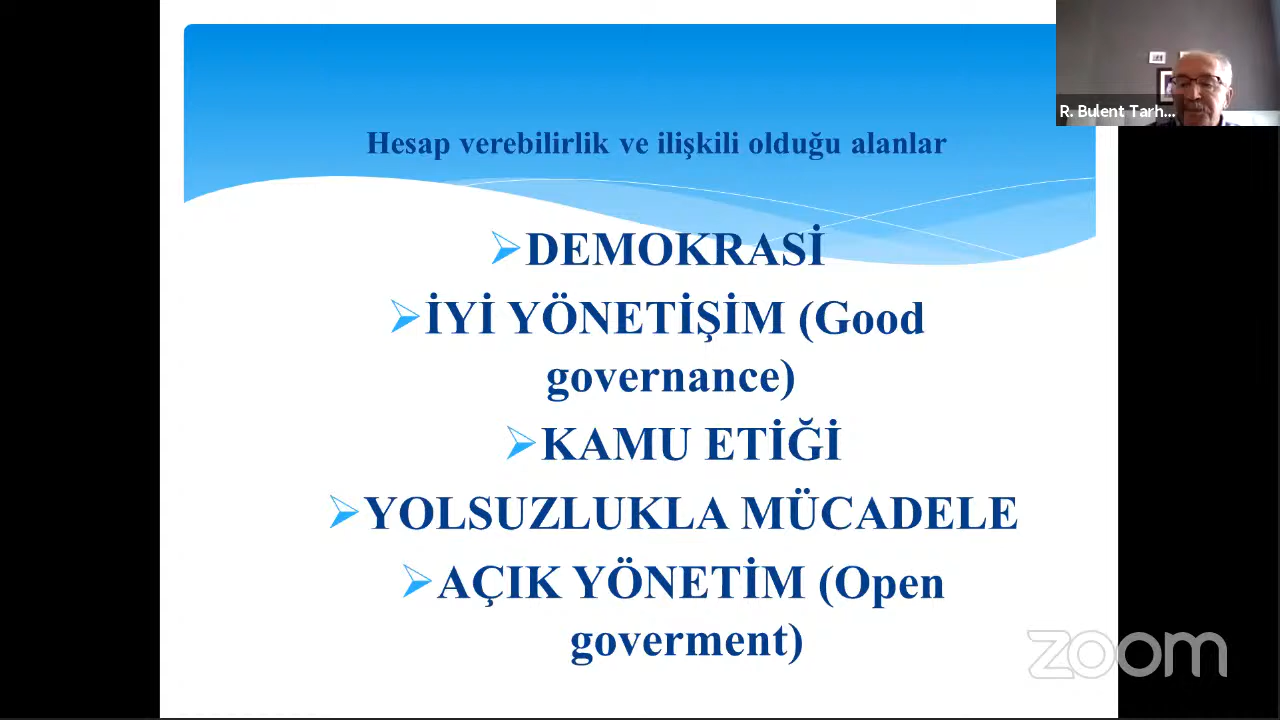 R. Bulent Tarh...
Hesap verebilirlik ve ilişkili olduğu alanlar
DEMOKRASİ
İYİ YÖNETİŞİM (Good
governance)
KAMU ETİĞİ
YOLSUZLUKLA MÜCADELE
AÇIK YÖNETİM (Open
goverment)
zoom